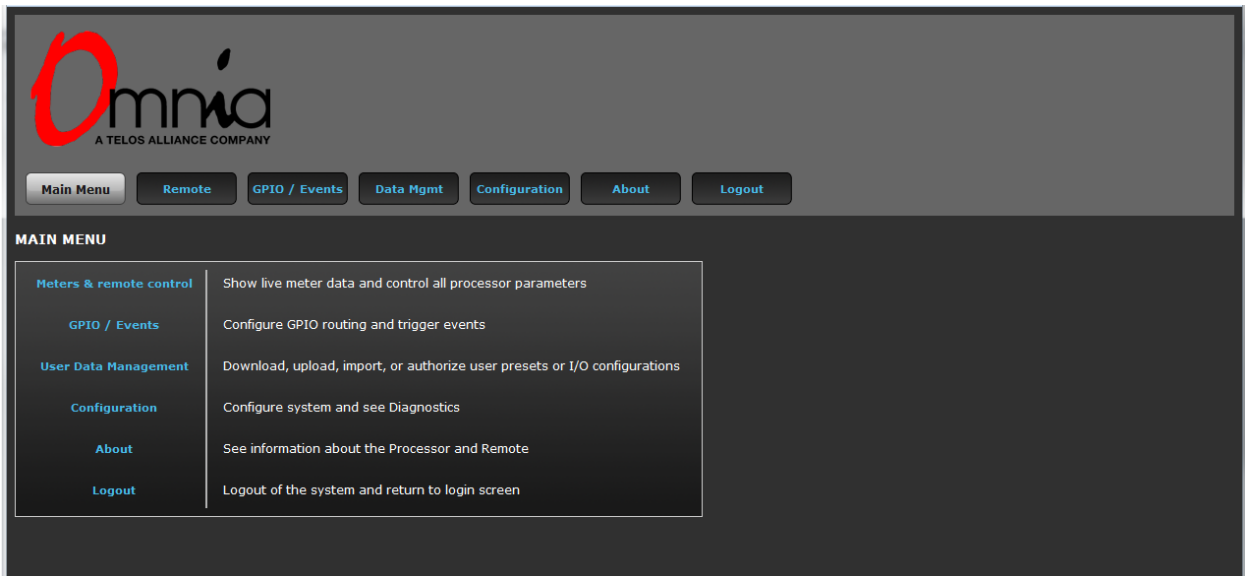 Omnia
A TELOS ALLIANCE COMPANY
Main Menu Remote GPIO / Events Data Mgmt Configuration About Logout
MAIN MENU
Meters & remote control Show live meter data and control all processor parameters
GPIO / Events Configure GPIO routing and trigger events
User Data Management Download, upload, import, or authorize user presets or I/O configurations
Configuration Configure system and see Diagnostics
About See information about the Processor and Remote
Logout Logout of the system and return to login screen